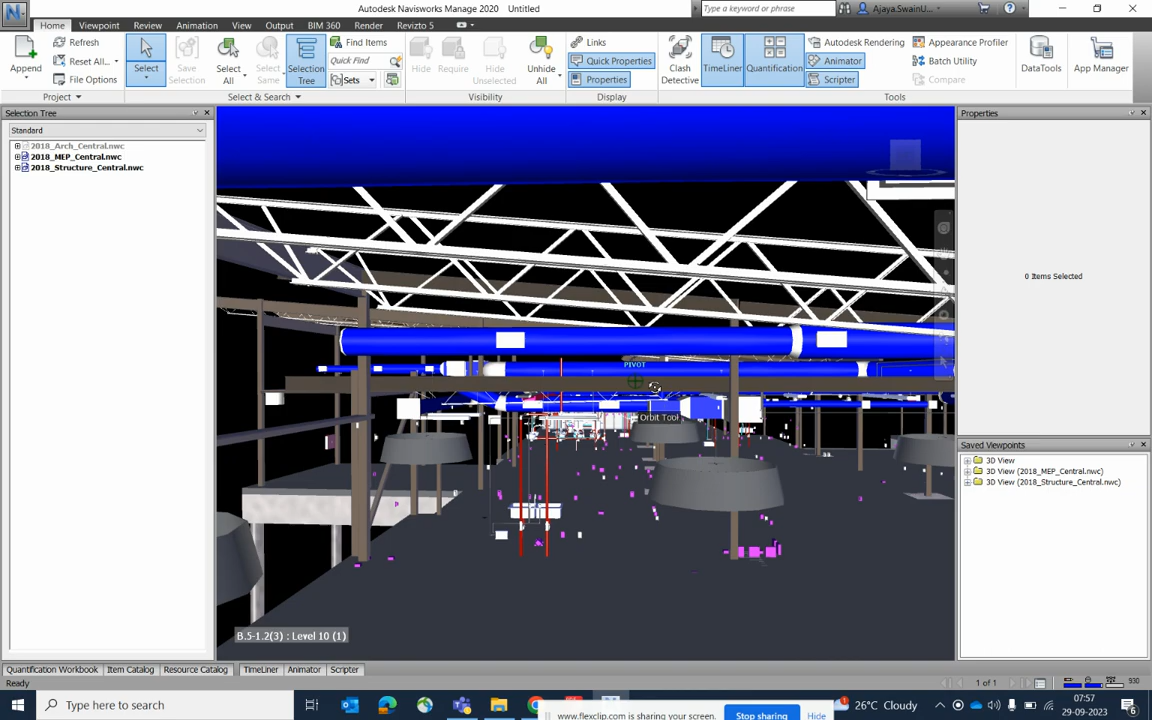 N
Autodesk Navisworks Manage 2020 Untitled
Type a keyword or phrase
Ajaya.SwainU...
Home Viewpoint Review Animation View Output BIM 360 Render Revizto 5
Append
Refresh
Reset All...
File Options
Project
Select
Save
Selection
Select
All
Select
Same
Selection
Tree
Find Items
Quick Find
Sets
Select & Search
Hide
Require
Hide
Unselected
Unhide
All
Visibility
Links
Quick Properties
Properties
Display
Clash
Detective
TimeLiner
Quantification
Autodesk Rendering
Animator
Scripter
Appearance Profiler
Batch Utility
Compare
Tools
DataTools
App Manager
Selection Tree
Standard
2018_Arch_Central.nwc
2018_MEP_Central.nwc
2018_Structure_Central.nwc
PIVOT
Orbit Tool
B.5-1.2(3) : Level 10 (1)
Properties
0 Items Selected
Saved Viewpoints
3D View
3D View (2018_MEP_Central.nwc)
3D View (2018_Structure_Central.nwc)
Quantification Workbook Item Catalog Resource Catalog TimeLiner Animator Scripter
Ready
1 of 1
930
Type here to search
www.flexclip.com is sharing your screen.
Stop sharing
Hide
26°C Cloudy
07:57
29-09-2023
6